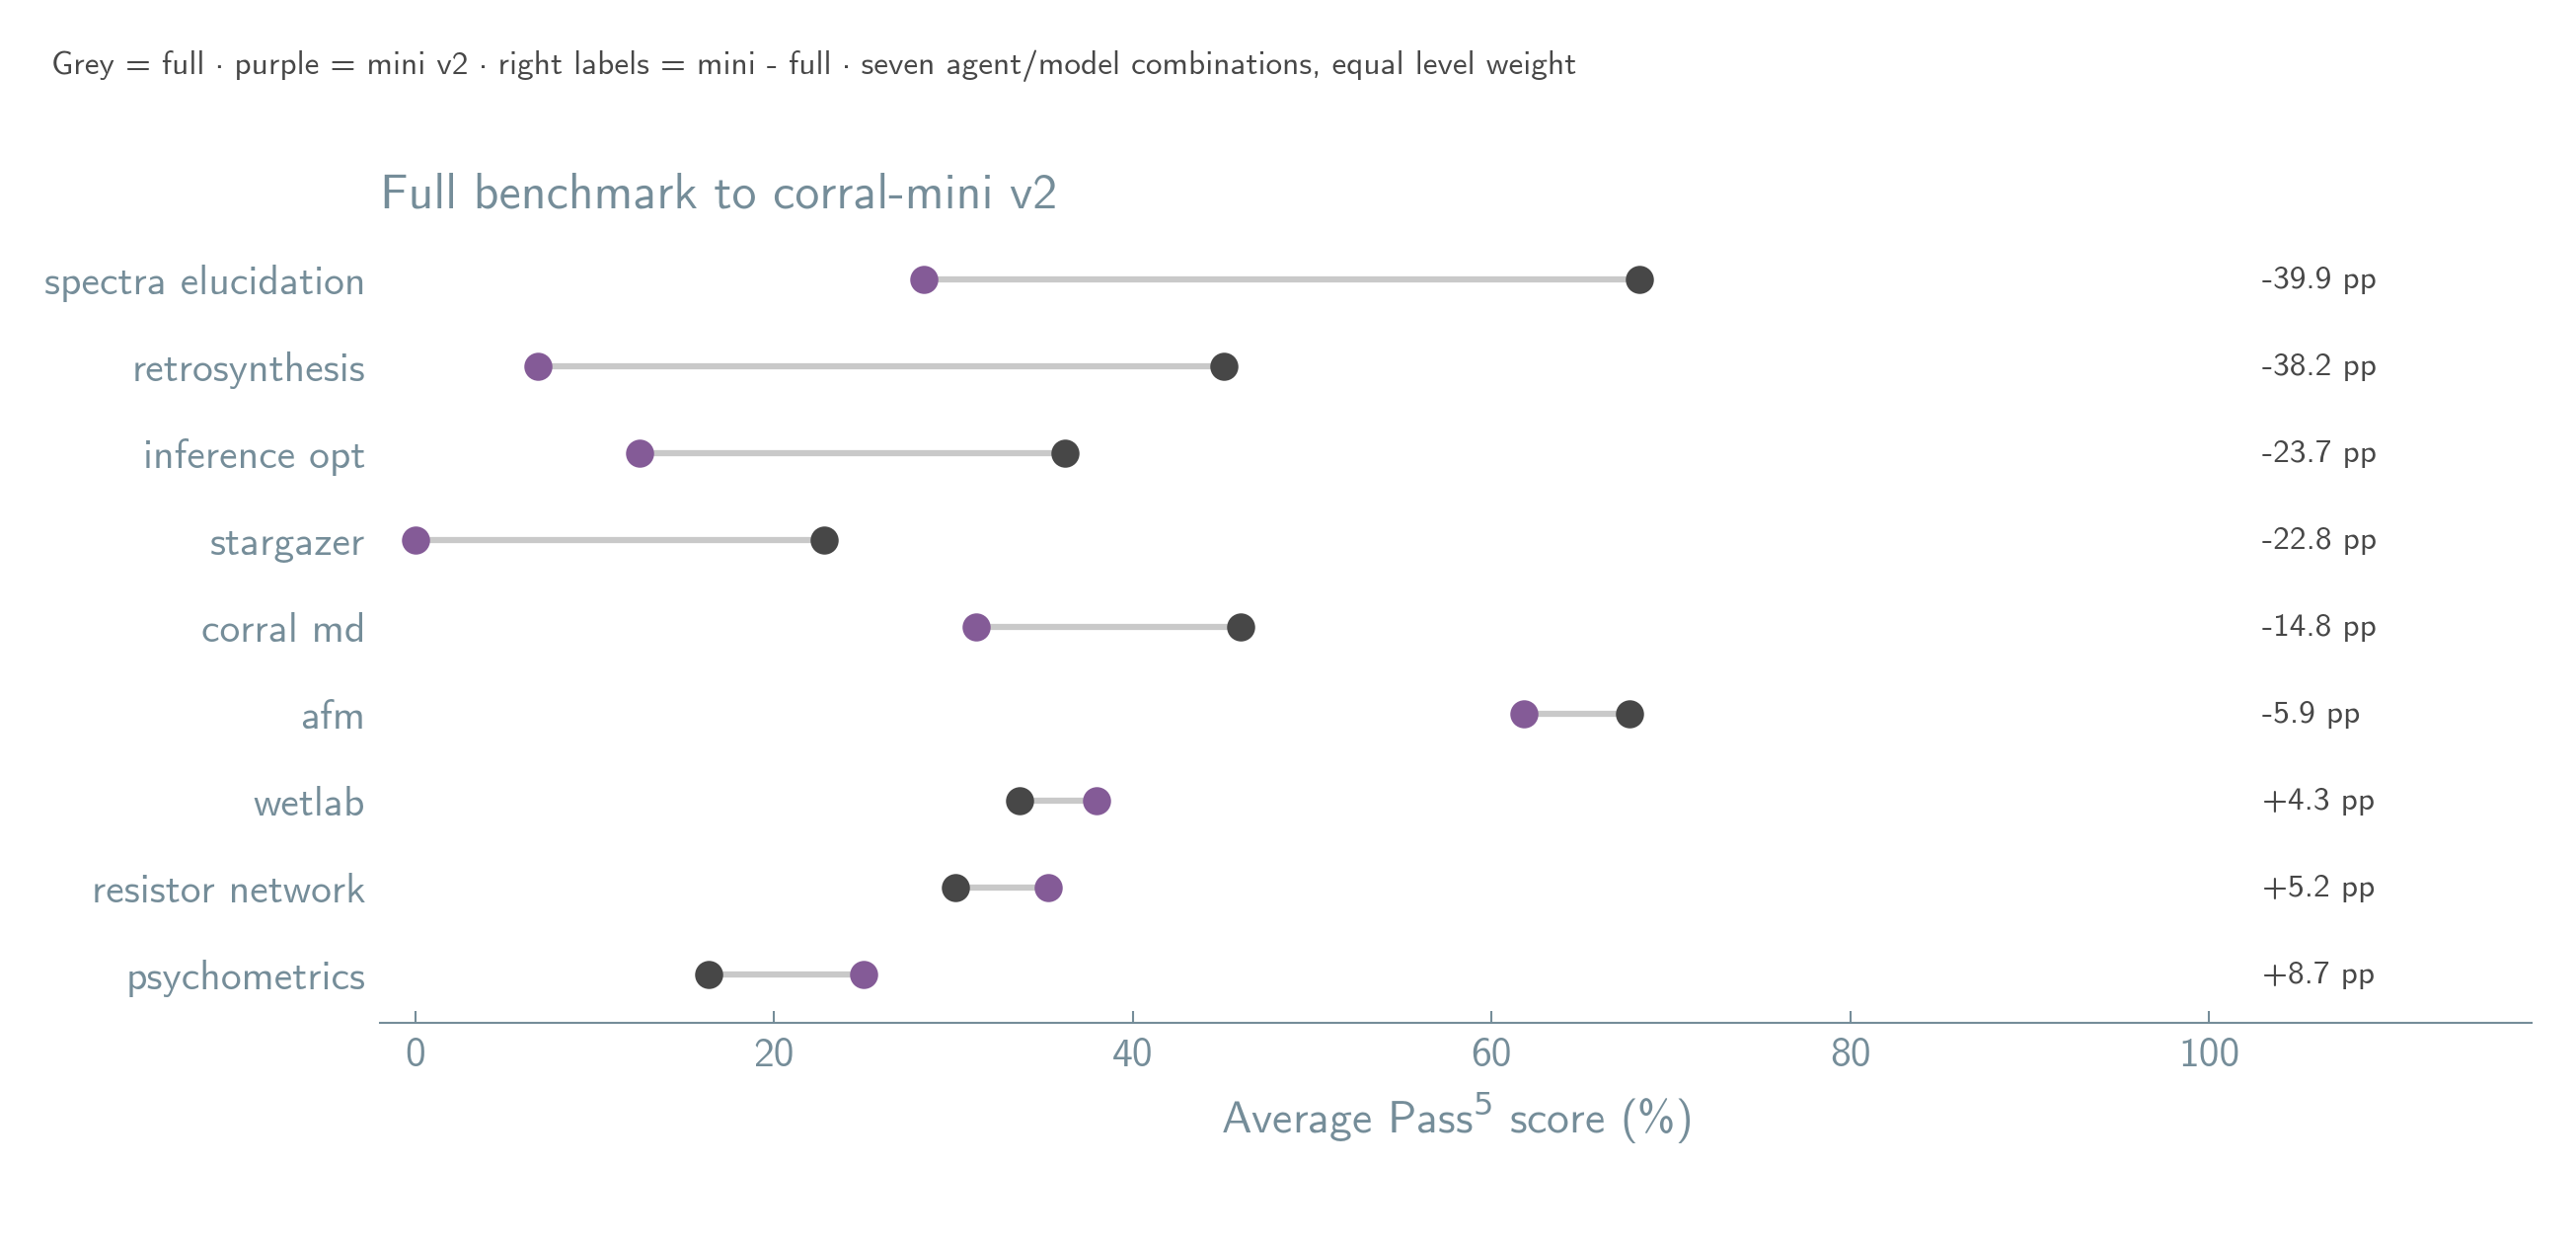 Grey = full · purple = mini v2 · right labels = mini - full · seven agent/model combinations, equal level weight
Full benchmark to corral-mini v2
spectra elucidation -39.9 pp
retrosynthesis -38.2 pp
inference opt -23.7 pp
stargazer -22.8 pp
corral md -14.8 pp
afm -5.9 pp
wetlab +4.3 pp
resistor network +5.2 pp
psychometrics +8.7 pp
0 20 40 60 80 100
Average Pass⁵ score (%)